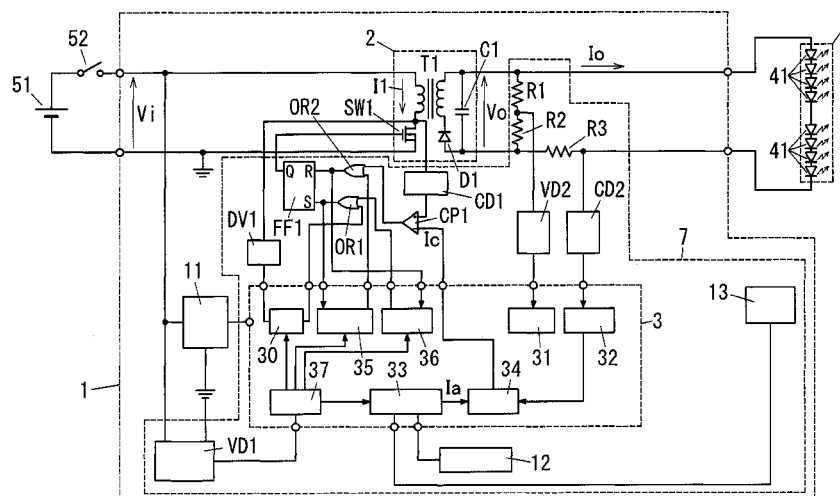 52
51
Vi
2
T1
C1
I1
OR2
SW1
Vo
Io
R1
R2
R3
41
41
D1
Q R
S
FF1
OR1
CD1
CP1
Ic
VD2
CD2
DV1
7
11
13
3
30
35
36
31
32
1
37
33
Ia
34
VD1
12